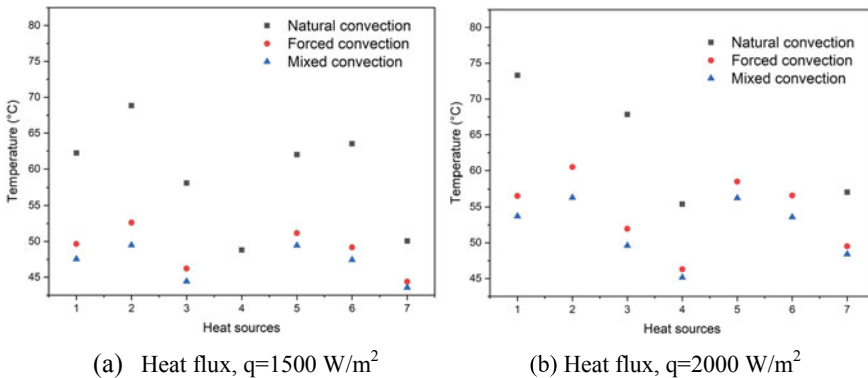 80
75
70
65
60
55
50
45
Temperature (°C)
Natural convection
Forced convection
Mixed convection
1 2 3 4 5 6 7
Heat sources
(a) Heat flux, q=1500 W/m²
80
75
70
65
60
55
50
45
Temperature (°C)
Natural convection
Forced convection
Mixed convection
1 2 3 4 5 6 7
Heat sources
(b) Heat flux, q=2000 W/m²